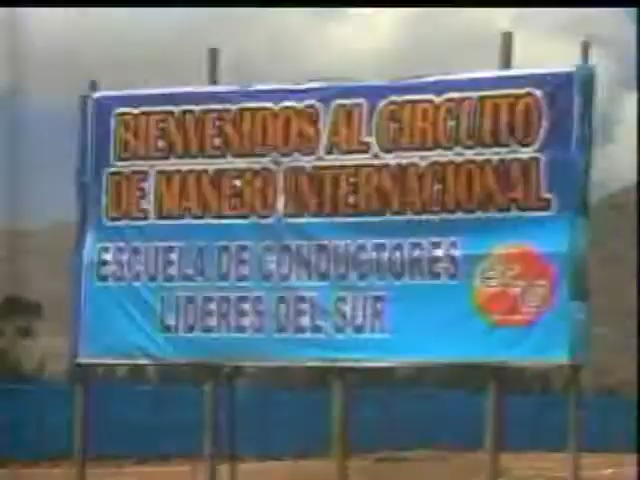 BIENVENIDOS AL CIRCUITO
DE MANEJO INTERNACIONAL
ESCUELA DE CONDUCTORES
LIDERES DEL SUR